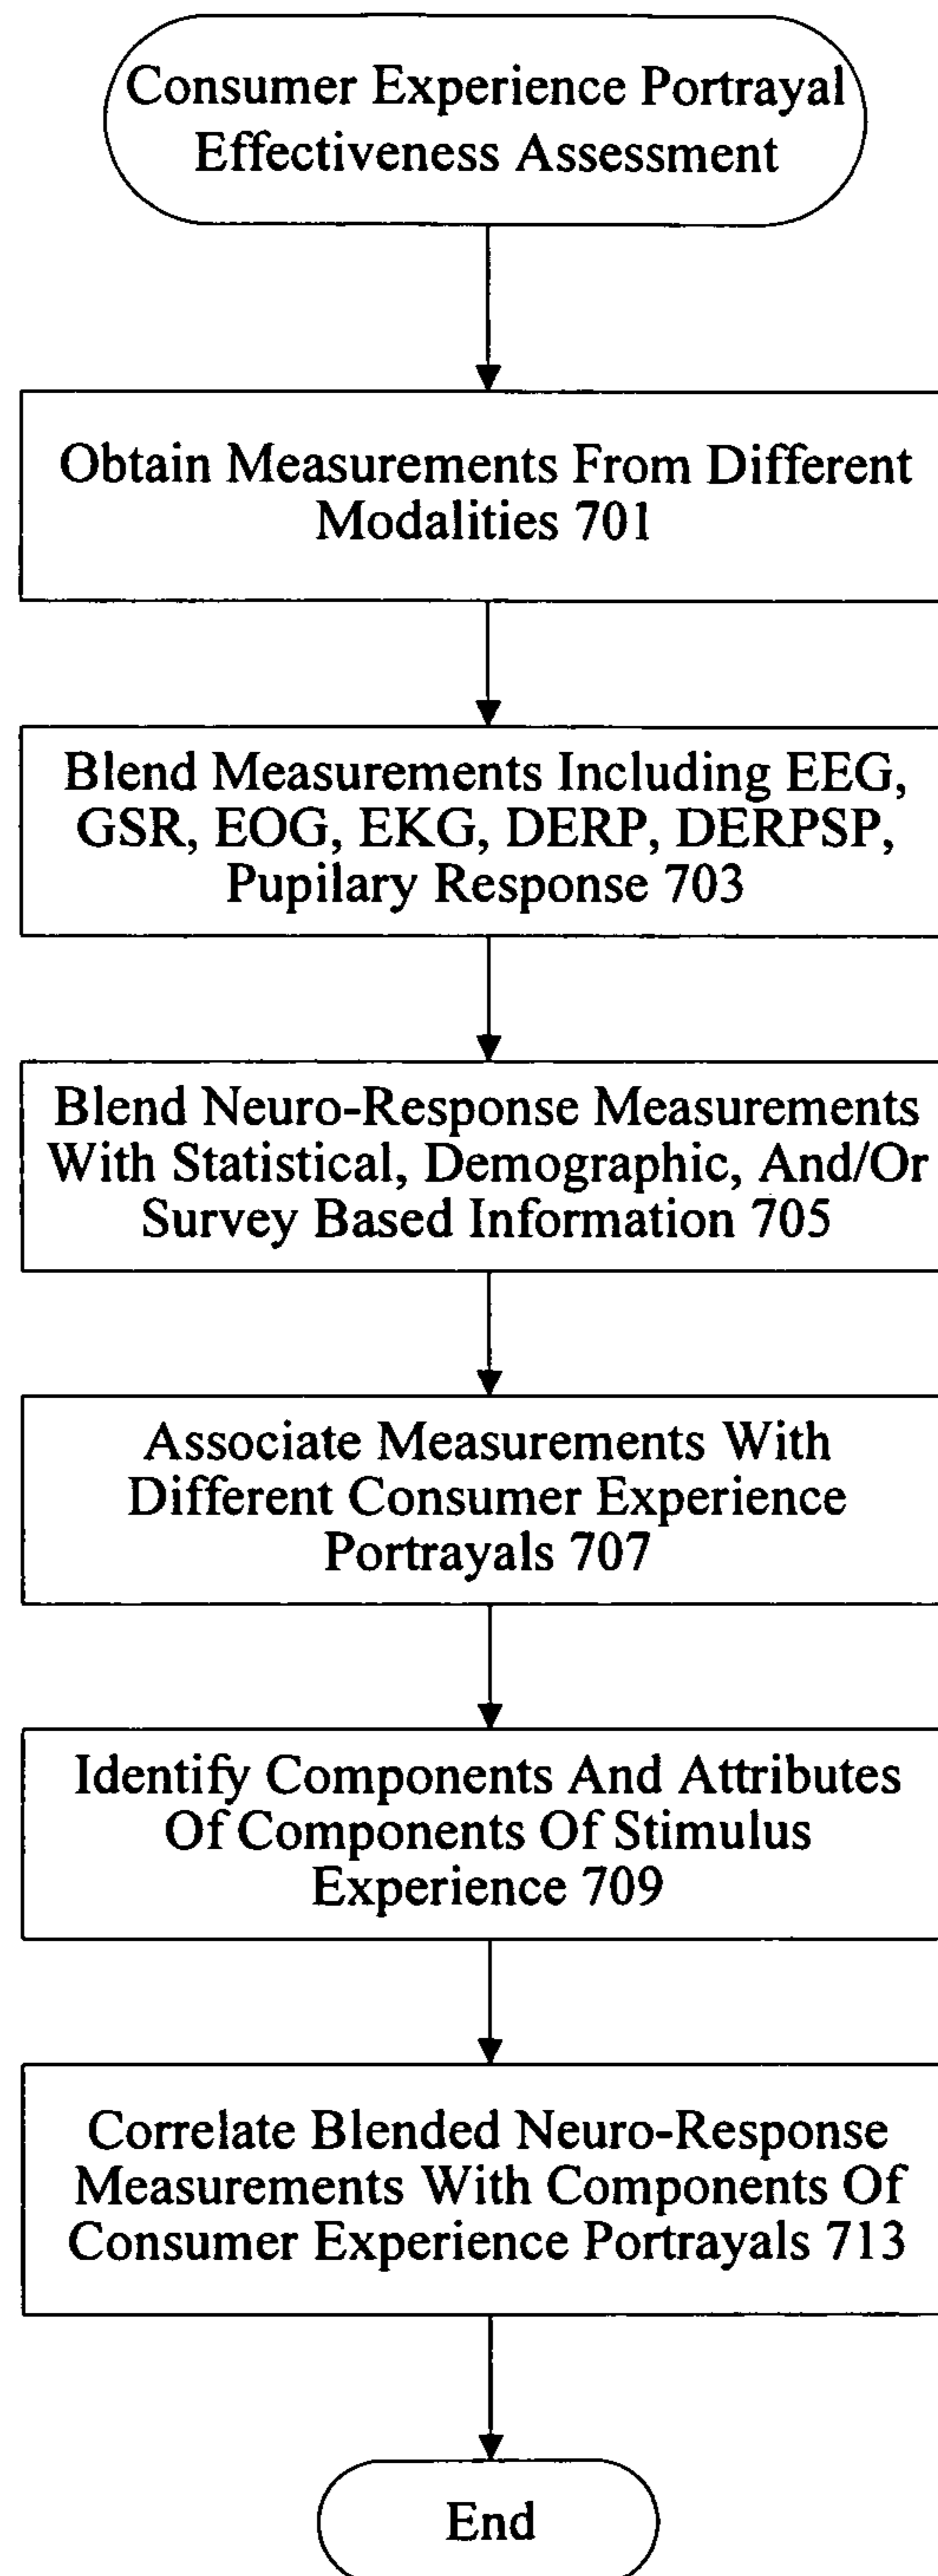 Consumer Experience Portrayal
Effectiveness Assessment
Obtain Measurements From Different
Modalities 701
Blend Measurements Including EEG,
GSR, EOG, EKG, DERP, DERPSP,
Pupilary Response 703
Blend Neuro-Response Measurements
With Statistical, Demographic, And/Or
Survey Based Information 705
Associate Measurements With
Different Consumer Experience
Portrayals 707
Identify Components And Attributes
Of Components Of Stimulus
Experience 709
Correlate Blended Neuro-Response
Measurements With Components Of
Consumer Experience Portrayals 713
End